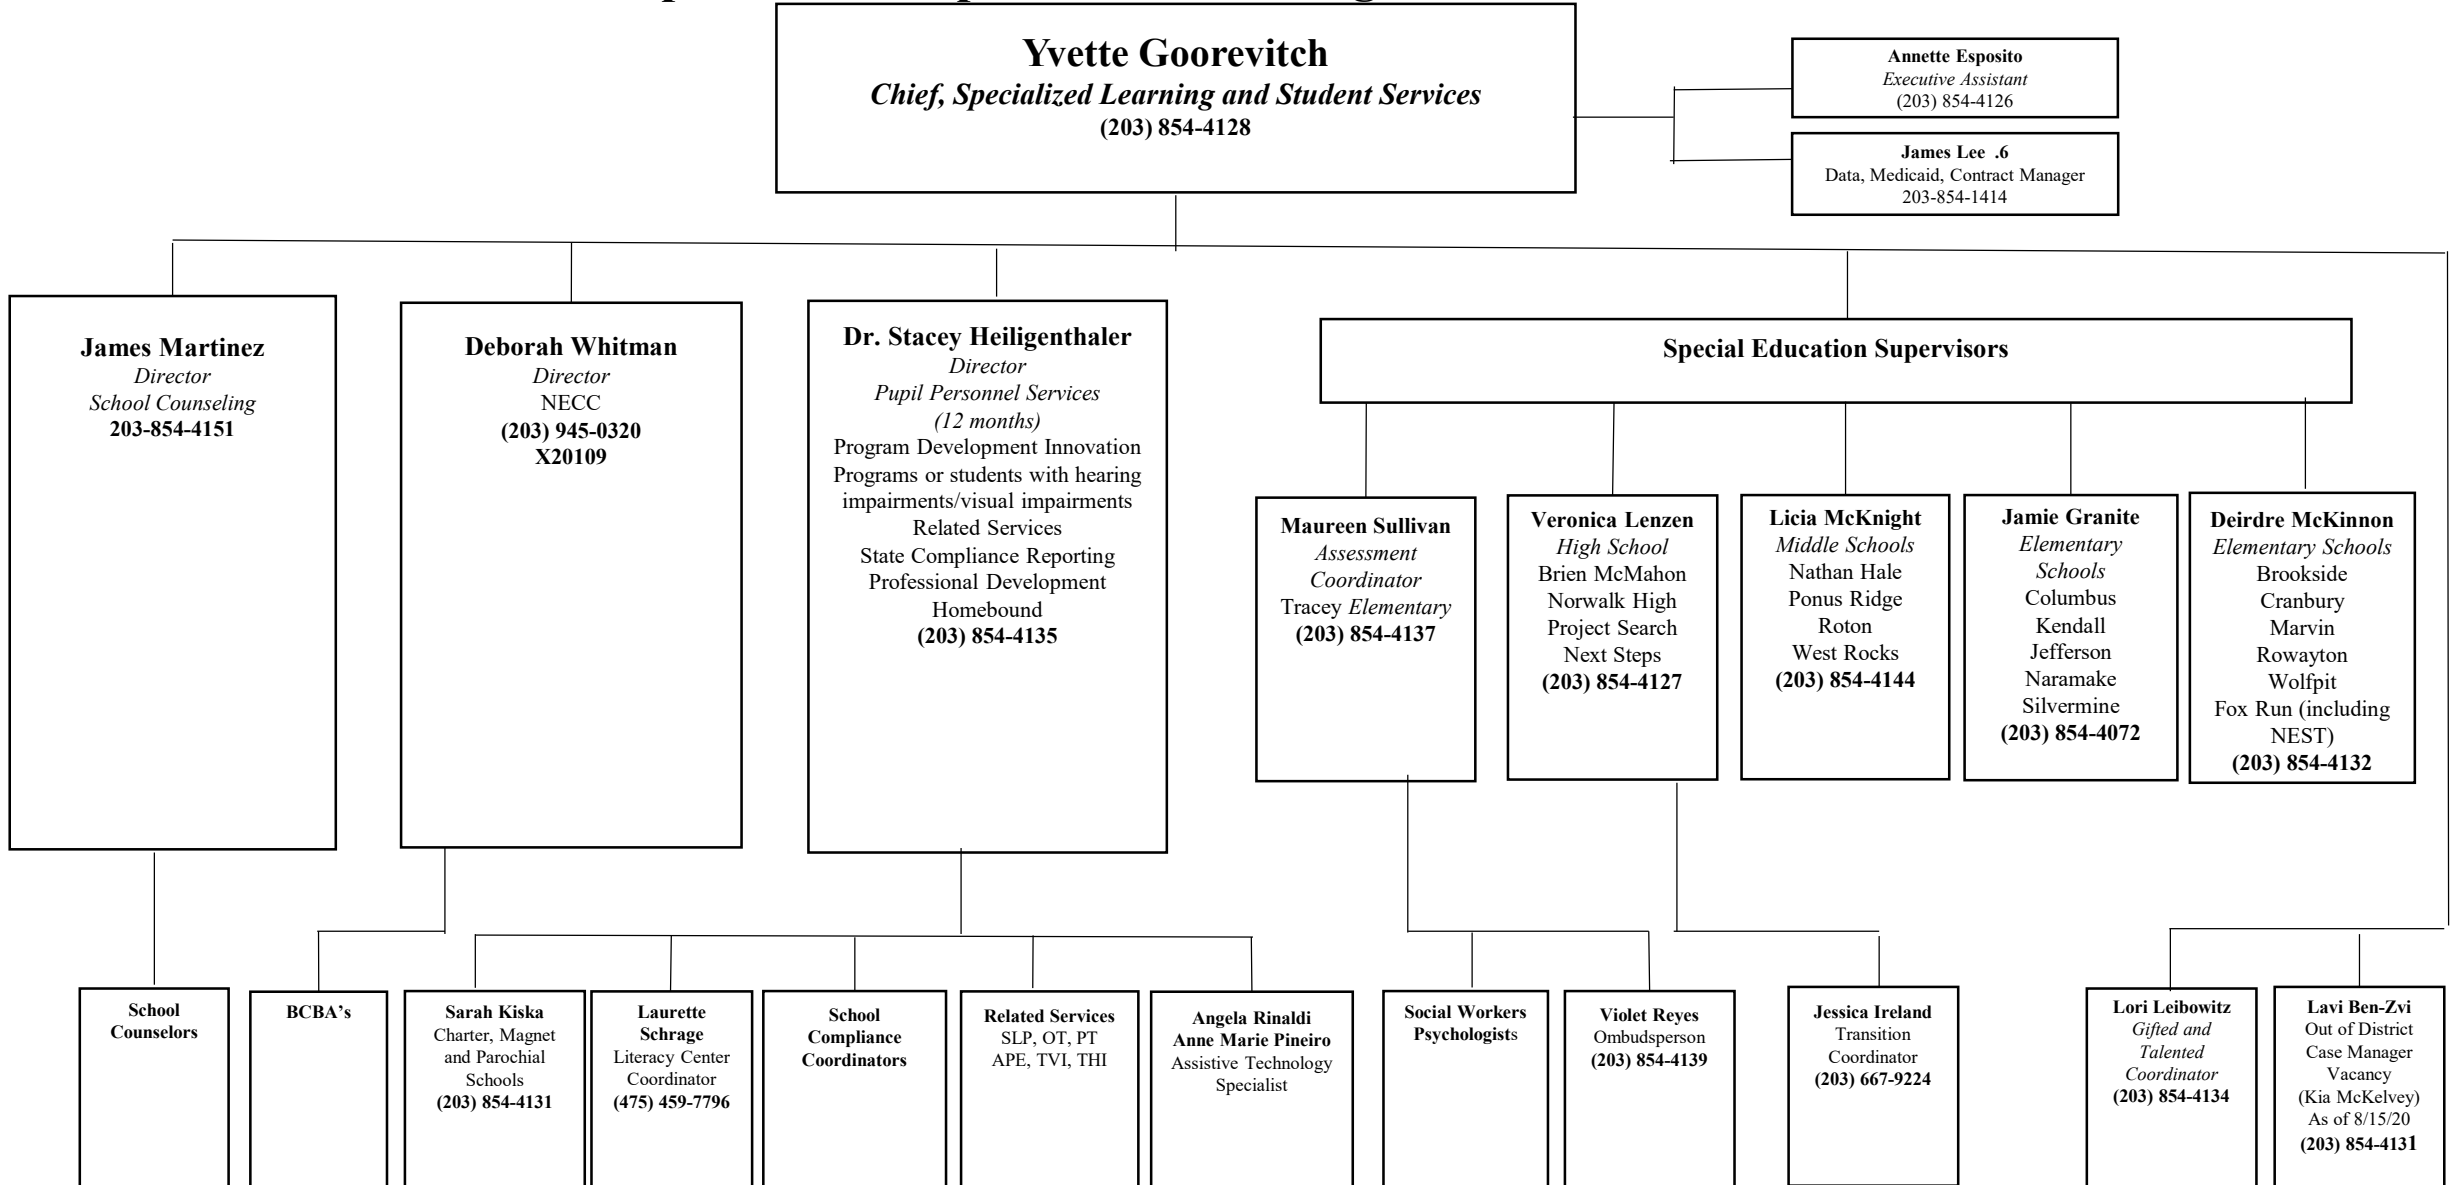 Yvette Goorevitch
Chief, Specialized Learning and Student Services
(203) 854-4128
Annette Esposito
Executive Assistant
(203) 854-4126
James Lee .6
Data, Medicaid, Contract Manager
203-854-1414
James Martinez
Director
School Counseling
203-854-4151
Deborah Whitman
Director
NECC
(203) 945-0320
X20109
Dr. Stacey Heiligenthaler
Director
Pupil Personnel Services
(12 months)
Program Development Innovation
Programs or students with hearing
impairments/visual impairments
Related Services
State Compliance Reporting
Professional Development
Homebound
(203) 854-4135
Special Education Supervisors
Maureen Sullivan
Assessment
Coordinator
Tracey Elementary
(203) 854-4137
Veronica Lenzen
High School
Brien McMahon
Norwalk High
Project Search
Next Steps
(203) 854-4127
Licia McKnight
Middle Schools
Nathan Hale
Ponus Ridge
Roton
West Rocks
(203) 854-4144
Jamie Granite
Elementary
Schools
Columbus
Kendall
Jefferson
Naramake
Silvermine
(203) 854-4072
Deirdre McKinnon
Elementary Schools
Brookside
Cranbury
Marvin
Rowayton
Wolfpit
Fox Run (including
NEST)
(203) 854-4132
School
Counselors
BCBA’s
Sarah Kiska
Charter, Magnet
and Parochial
Schools
(203) 854-4131
Laurette
Schrage
Literacy Center
Coordinator
(475) 459-7796
School
Compliance
Coordinators
Related Services
SLP, OT, PT
APE, TVI, THI
Angela Rinaldi
Anne Marie Pineiro
Assistive Technology
Specialist
Social Workers
Psychologists
Violet Reyes
Ombudsperson
(203) 854-4139
Jessica Ireland
Transition
Coordinator
(203) 667-9224
Lori Leibowitz
Gifted and
Talented
Coordinator
(203) 854-4134
Lavi Ben-Zvi
Out of District
Case Manager
Vacancy
(Kia McKelvey)
As of 8/15/20
(203) 854-4131